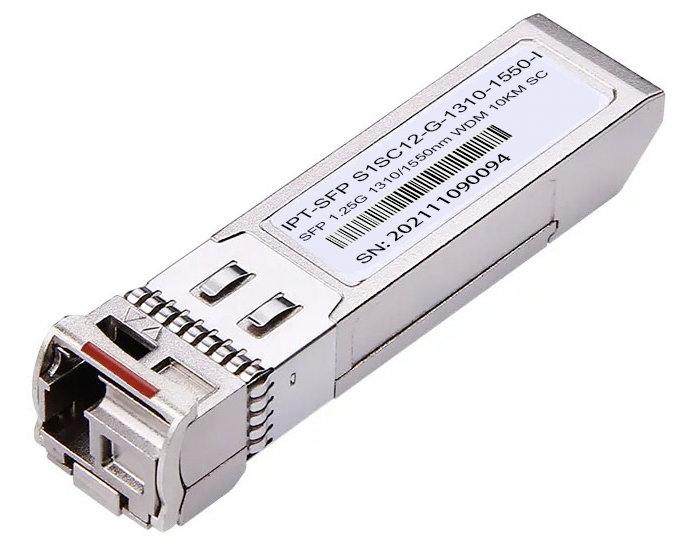 IPT-SFP S1SC12-G-1310-1550-I
SFP 1.25G 1310/1550nm WDM 10KM SC
SN: 202111090094